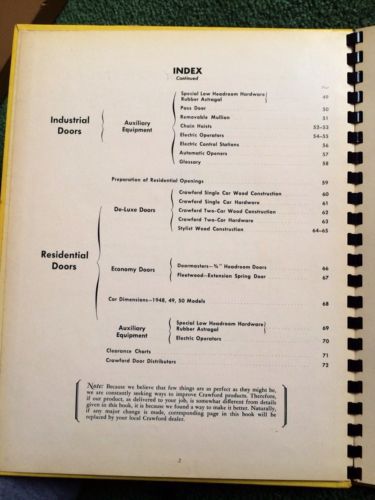 INDEX
Continued
Page
Industrial Doors
Auxiliary Equipment
Special Low Headroom Hardware
Rubber Astragal 49
Pass Door 50
Removable Mullion 51
Chain Hoists 52-53
Electric Operators 54-55
Electric Control Stations 56
Automatic Openers 57
Glossary 58
Preparation of Residential Openings 59
Residential Doors
De-Luxe Doors
Crawford Single Car Wood Construction 60
Crawford Single Car Hardware 61
Crawford Two-Car Wood Construction 62
Crawford Two-Car Hardware 63
Stylist Wood Construction 64-65
Economy Doors
Doormasters—¾" Headroom Doors 66
Fleetwood—Extension Spring Door 67
Car Dimensions—1948, 49, 50 Models 68
Auxiliary Equipment
Special Low Headroom Hardware
Rubber Astragal 69
Electric Operators 70
Clearance Charts 71
Crawford Door Distributors 72
Note: Because we believe that few things are as perfect as they might be,
we are constantly seeking ways to improve Crawford products. Therefore,
if our product, as delivered to your job, is somewhat different from details
given in this book, it is because we found a way to make it better. Naturally,
if any major change is made, corresponding page in this book will be
replaced by your local Crawford dealer.
2